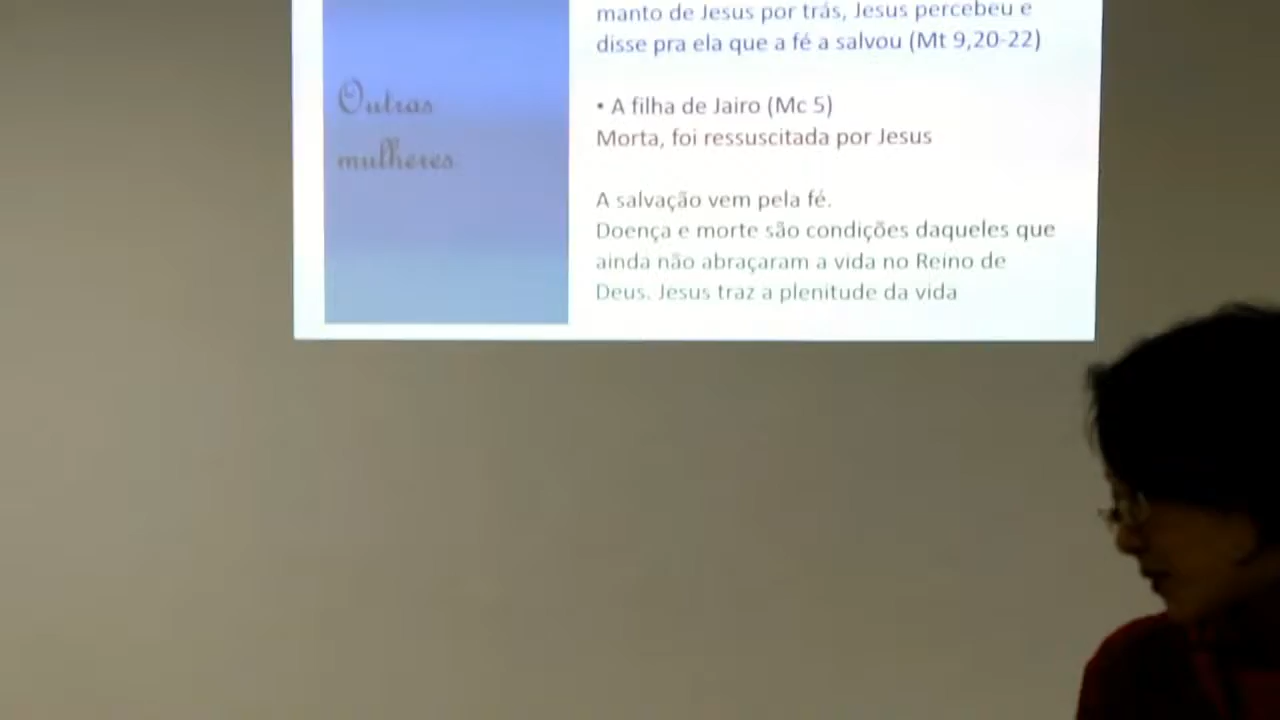 Outras
mulheres
manto de Jesus por trás, Jesus percebeu e
disse pra ela que a fé a salvou (Mt 9,20-22)
• A filha de Jairo (Mc 5)
Morta, foi ressuscitada por Jesus
A salvação vem pela fé.
Doença e morte são condições daqueles que
ainda não abraçaram a vida no Reino de
Deus. Jesus traz a plenitude da vida